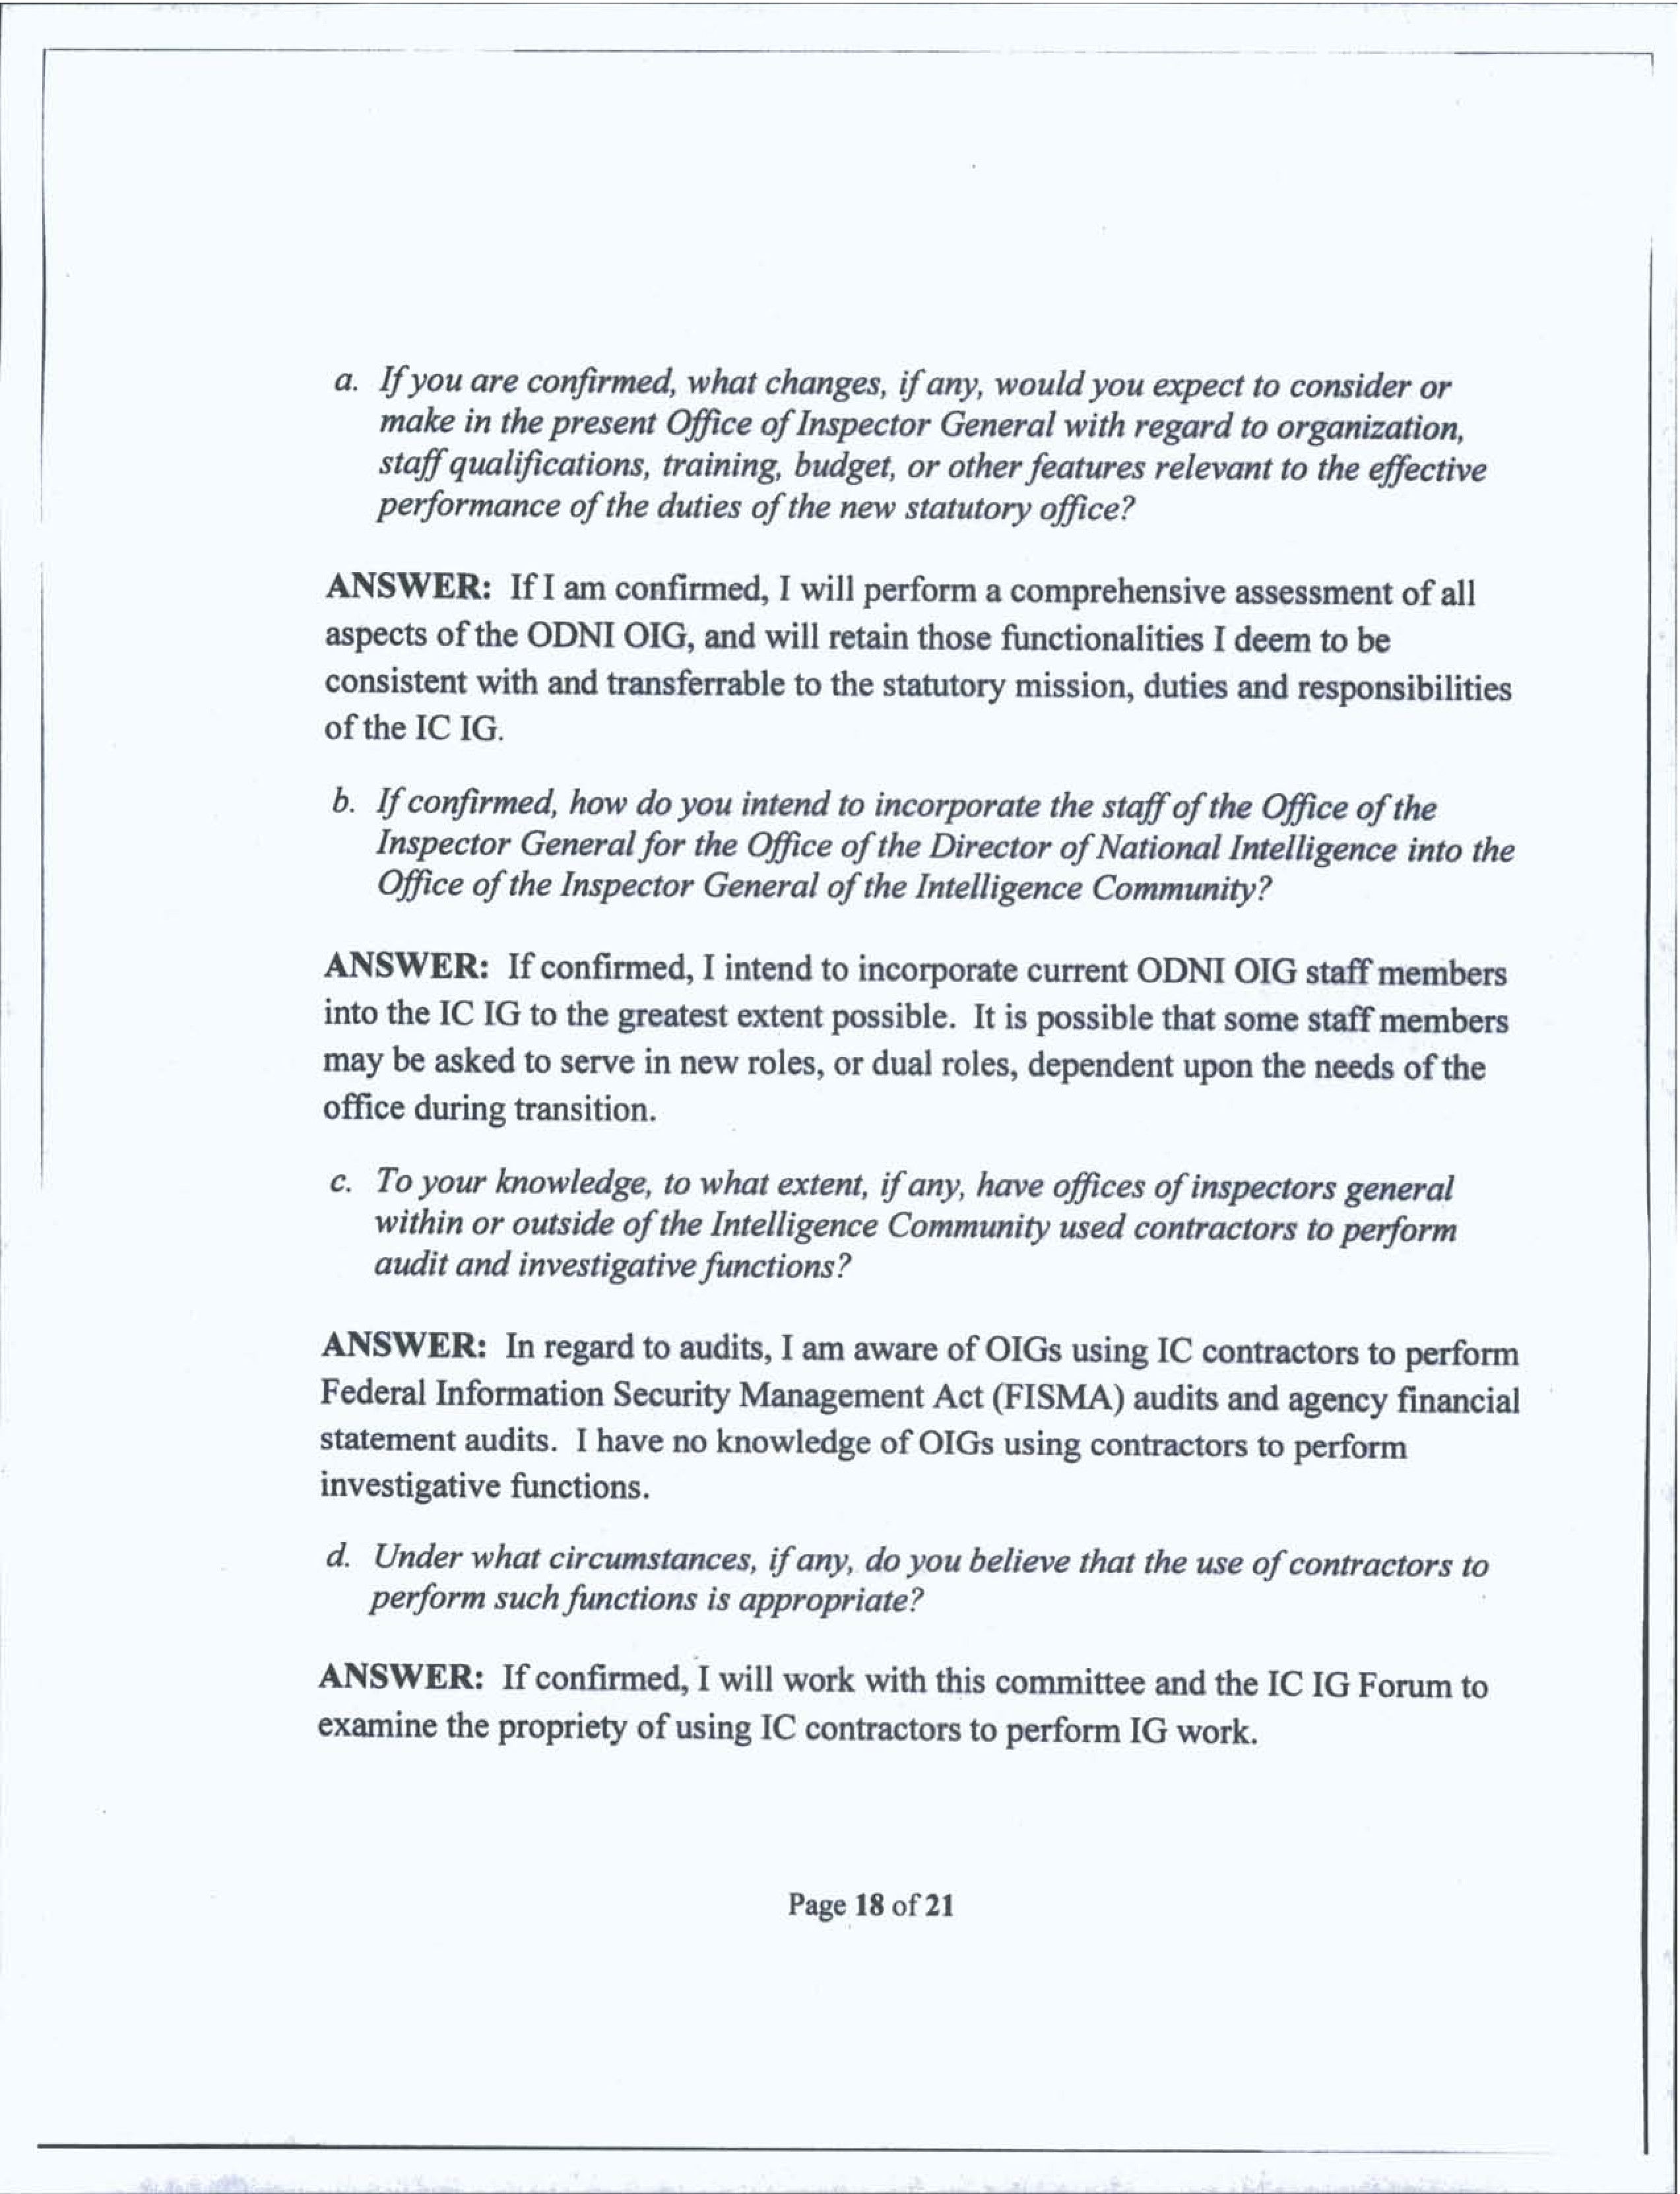 a. If you are confirmed, what changes, if any, would you expect to consider or
make in the present Office of Inspector General with regard to organization,
staff qualifications, training, budget, or other features relevant to the effective
performance of the duties of the new statutory office?
ANSWER: If I am confirmed, I will perform a comprehensive assessment of all
aspects of the ODNI OIG, and will retain those functionalities I deem to be
consistent with and transferrable to the statutory mission, duties and responsibilities
of the IC IG.
b. If confirmed, how do you intend to incorporate the staff of the Office of the
Inspector General for the Office of the Director of National Intelligence into the
Office of the Inspector General of the Intelligence Community?
ANSWER: If confirmed, I intend to incorporate current ODNI OIG staff members
into the IC IG to the greatest extent possible. It is possible that some staff members
may be asked to serve in new roles, or dual roles, dependent upon the needs of the
office during transition.
c. To your knowledge, to what extent, if any, have offices of inspectors general
within or outside of the Intelligence Community used contractors to perform
audit and investigative functions?
ANSWER: In regard to audits, I am aware of OIGs using IC contractors to perform
Federal Information Security Management Act (FISMA) audits and agency financial
statement audits. I have no knowledge of OIGs using contractors to perform
investigative functions.
d. Under what circumstances, if any, do you believe that the use of contractors to
perform such functions is appropriate?
ANSWER: If confirmed, I will work with this committee and the IC IG Forum to
examine the propriety of using IC contractors to perform IG work.
Page 18 of 21